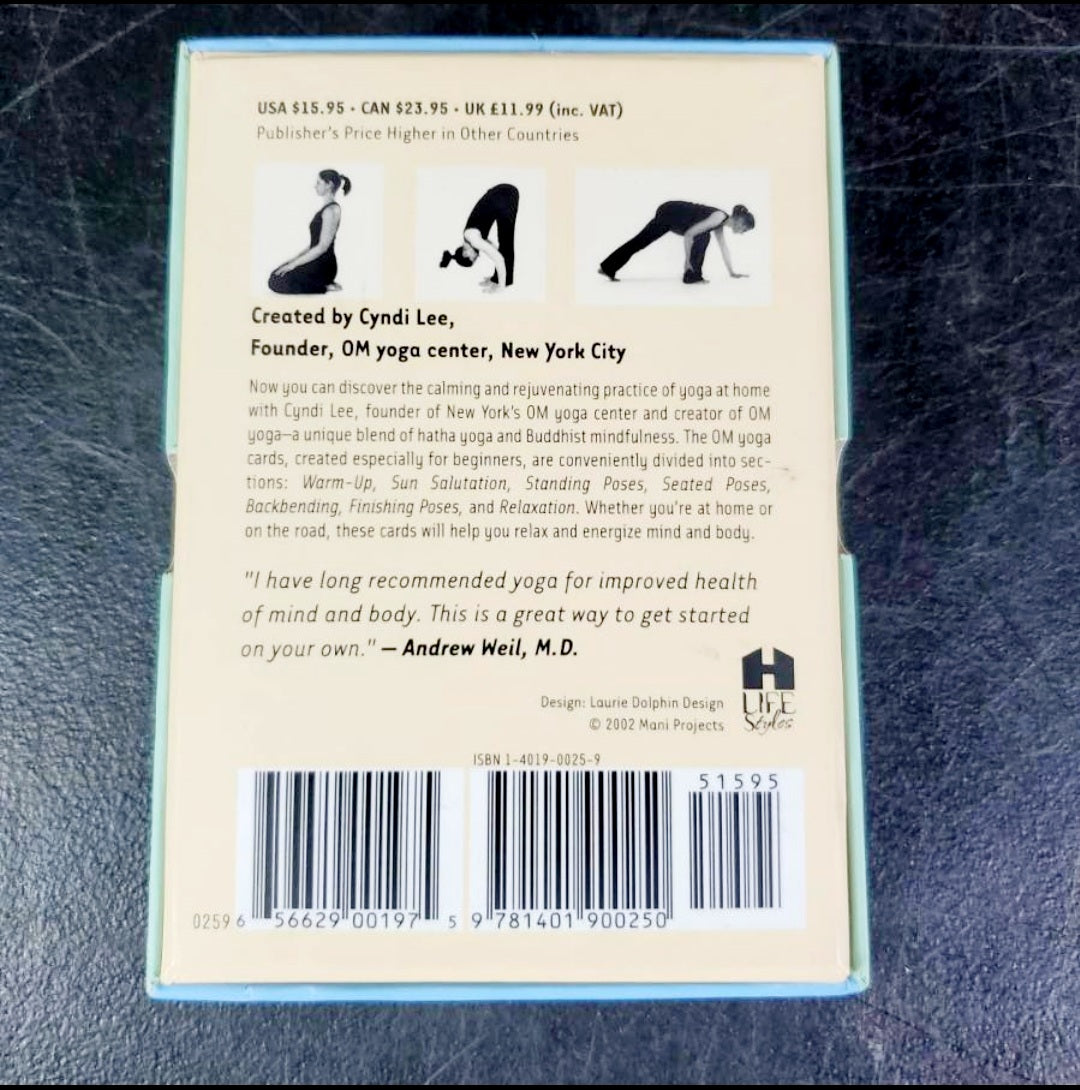 USA $15.95 • CAN $23.95 • UK £11.99 (inc. VAT)
Publisher's Price Higher in Other Countries
Created by Cyndi Lee,
Founder, OM yoga center, New York City
Now you can discover the calming and rejuvenating practice of yoga at home
with Cyndi Lee, founder of New York's OM yoga center and creator of OM
yoga—a unique blend of hatha yoga and Buddhist mindfulness. The OM yoga
cards, created especially for beginners, are conveniently divided into sec-
tions: Warm-Up, Sun Salutation, Standing Poses, Seated Poses,
Backbending, Finishing Poses, and Relaxation. Whether you're at home or
on the road, these cards will help you relax and energize mind and body.
"I have long recommended yoga for improved health
of mind and body. This is a great way to get started
on your own." — Andrew Weil, M.D.
H
LIFE
Styles
Design: Laurie Dolphin Design
© 2002 Mani Projects
ISBN 1-4019-0025-9
51595
0259 6 56629 00197 5
9 781401 900250